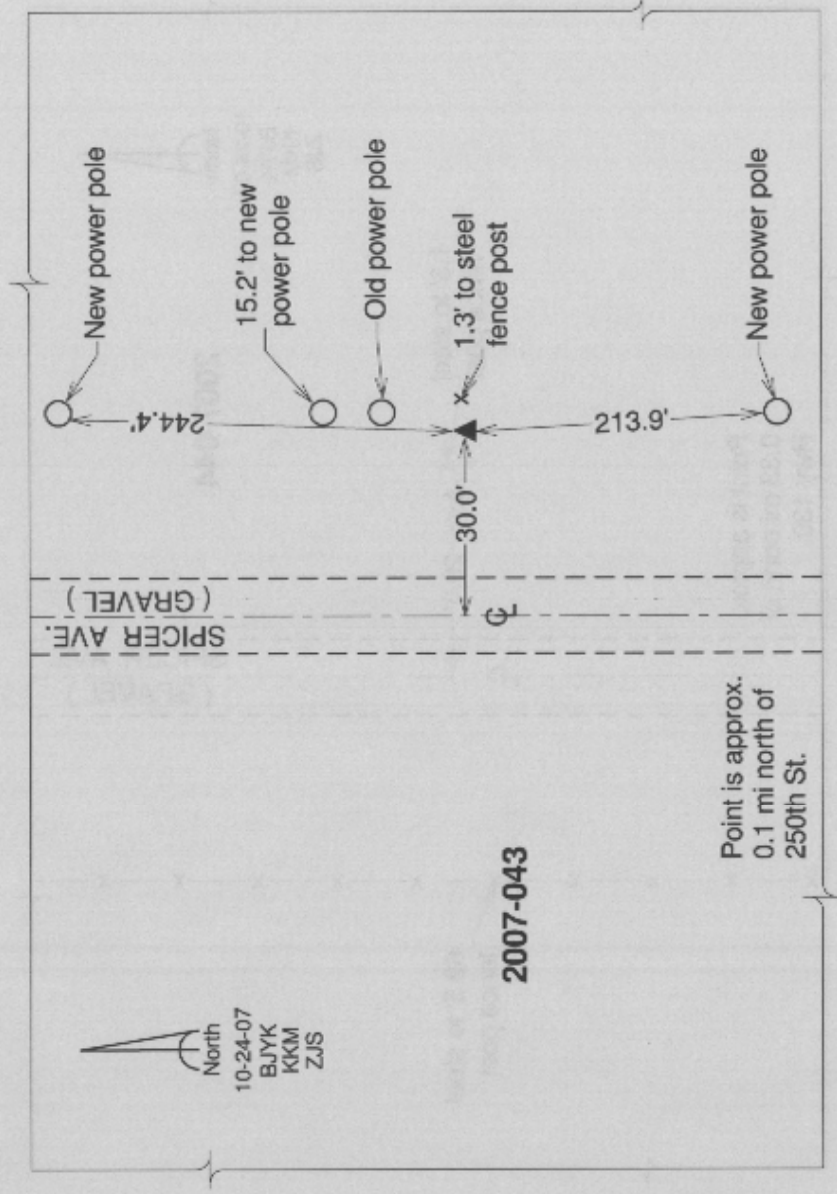 North
10-24-07
BJYK
KKM
ZJS
2007-043
Point is approx.
0.1 mi north of
250th St.
SPICER AVE.
( GRAVEL )
CL
30.0'
244.4'
213.9'
New power pole
15.2' to new
power pole
Old power pole
x
1.3' to steel
fence post
New power pole